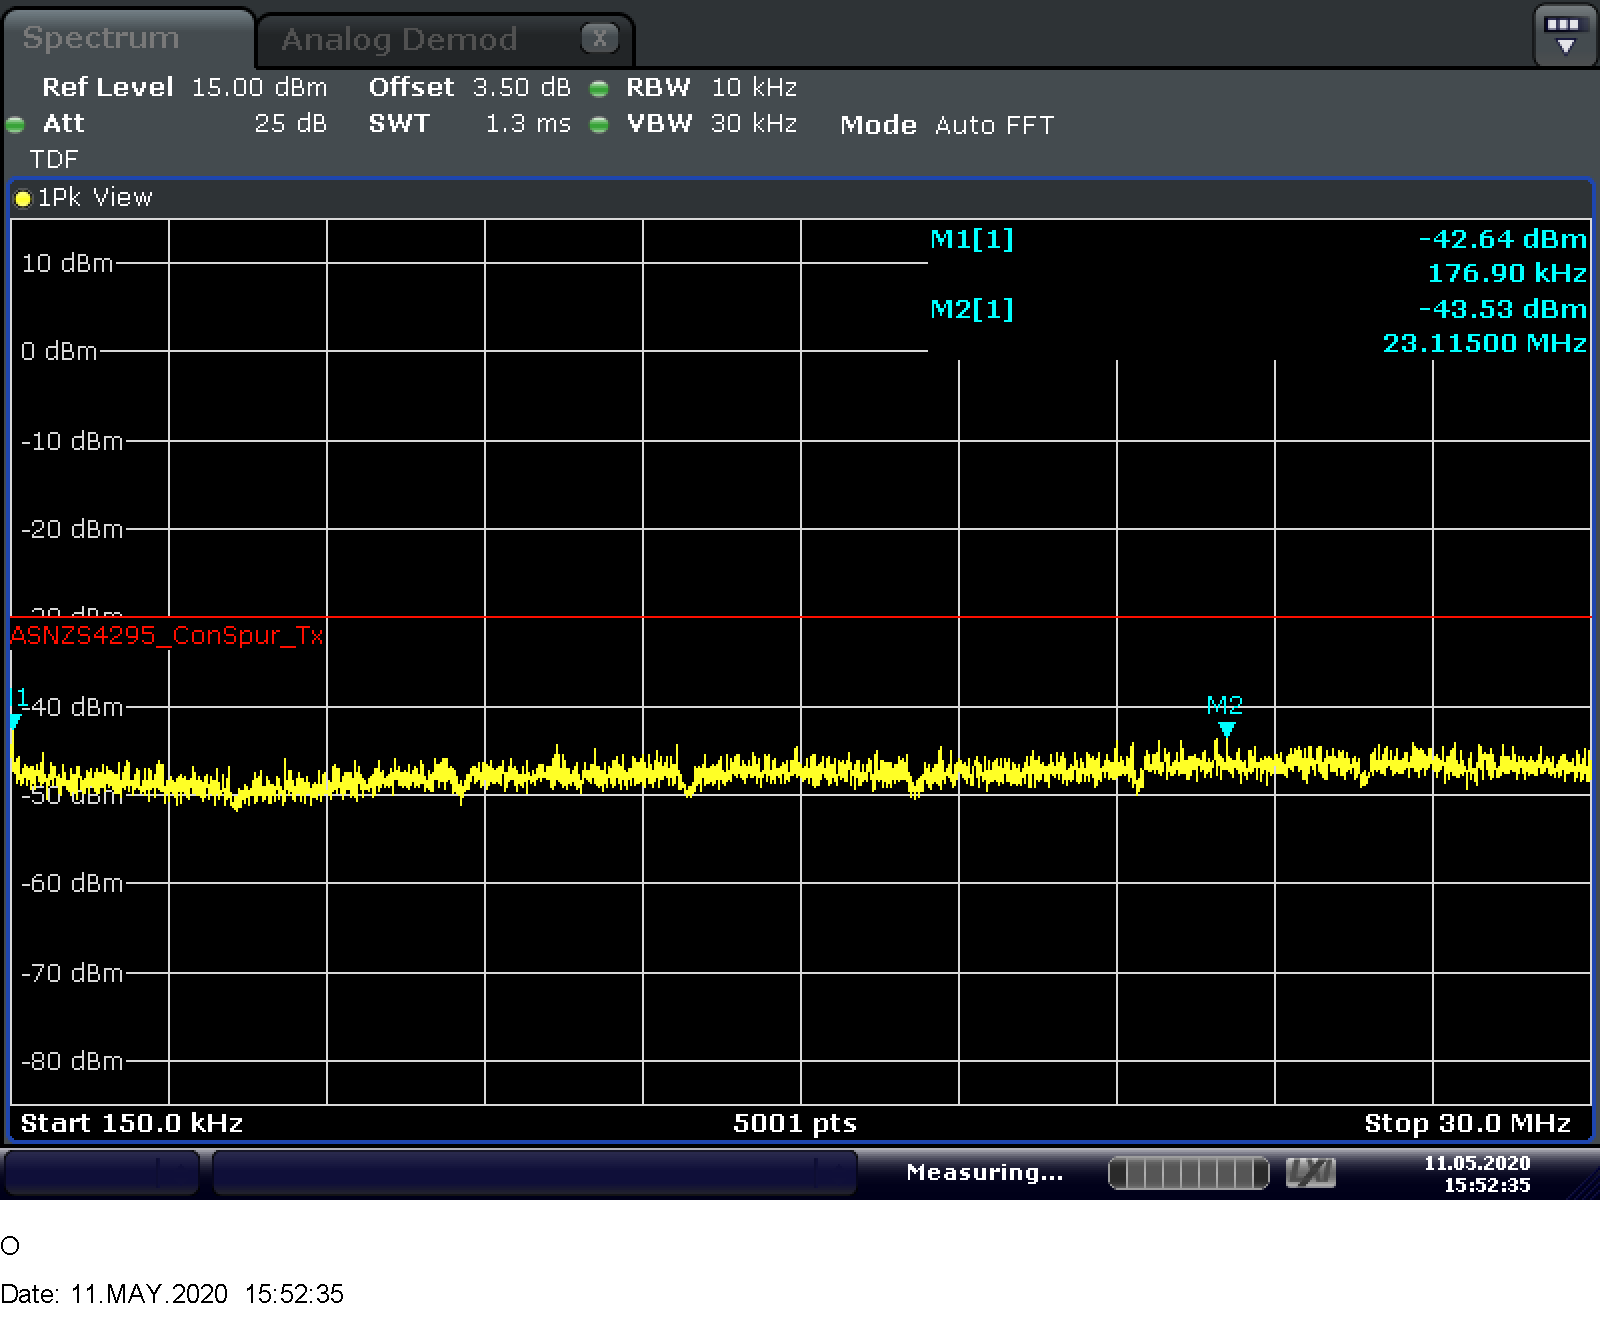 Spectrum
Analog Demod X
Ref Level 15.00 dBm Offset 3.50 dB RBW 10 kHz
Att 25 dB SWT 1.3 ms VBW 30 kHz Mode Auto FFT
TDF
1Pk View
M1[1] -42.64 dBm
176.90 kHz
M2[1] -43.53 dBm
23.11500 MHz
10 dBm
0 dBm
-10 dBm
-20 dBm
-30 dBm
ASNZS4295_ConSpur_Tx
1
-40 dBm
M2
-50 dBm
-60 dBm
-70 dBm
-80 dBm
Start 150.0 kHz 5001 pts Stop 30.0 MHz
Measuring... LXI 11.05.2020
15:52:35
O
Date: 11.MAY.2020 15:52:35